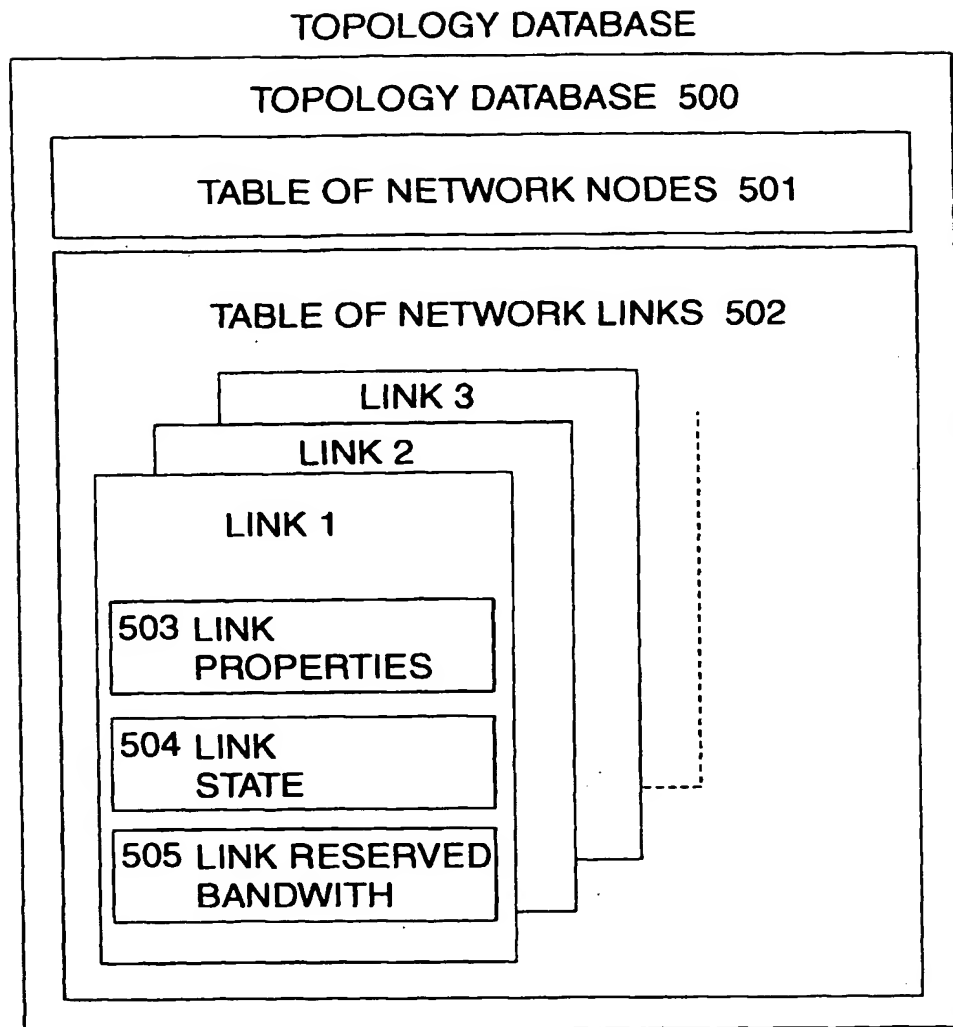 TOPOLOGY DATABASE
TOPOLOGY DATABASE 500
TABLE OF NETWORK NODES 501
TABLE OF NETWORK LINKS 502
LINK 3
LINK 2
LINK 1
503 LINK
PROPERTIES
504 LINK
STATE
505 LINK RESERVED
BANDWITH